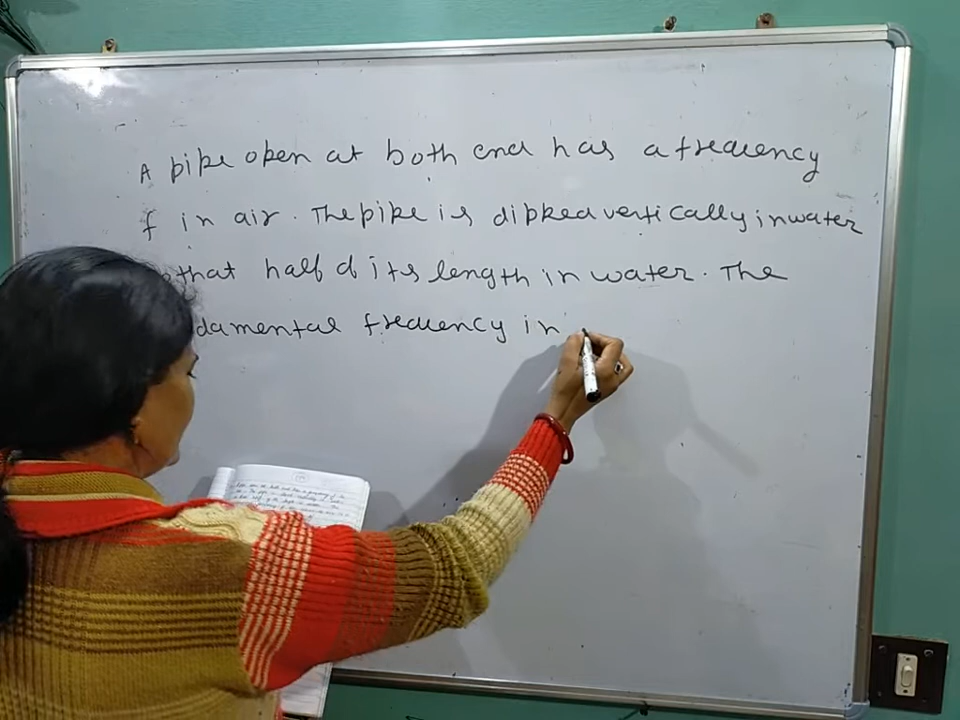 A pipe open at both end has a frequency
f in air. The pipe is dipped vertically in water
that half of its length in water. The
damental frequency in